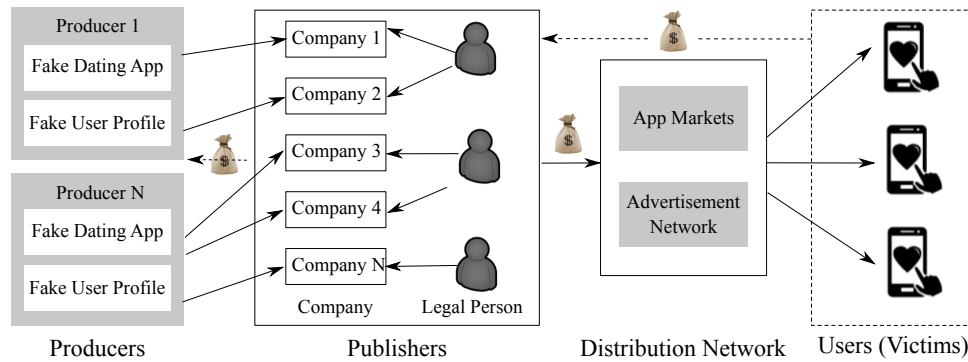 Producer 1
Fake Dating App
Fake User Profile
$
Producer N
Fake Dating App
Fake User Profile
Producers
Company 1
Company 2
Company 3
Company 4
Company N
Company
Legal Person
Publishers
$
$
App Markets
Advertisement
Network
Distribution Network
Users (Victims)